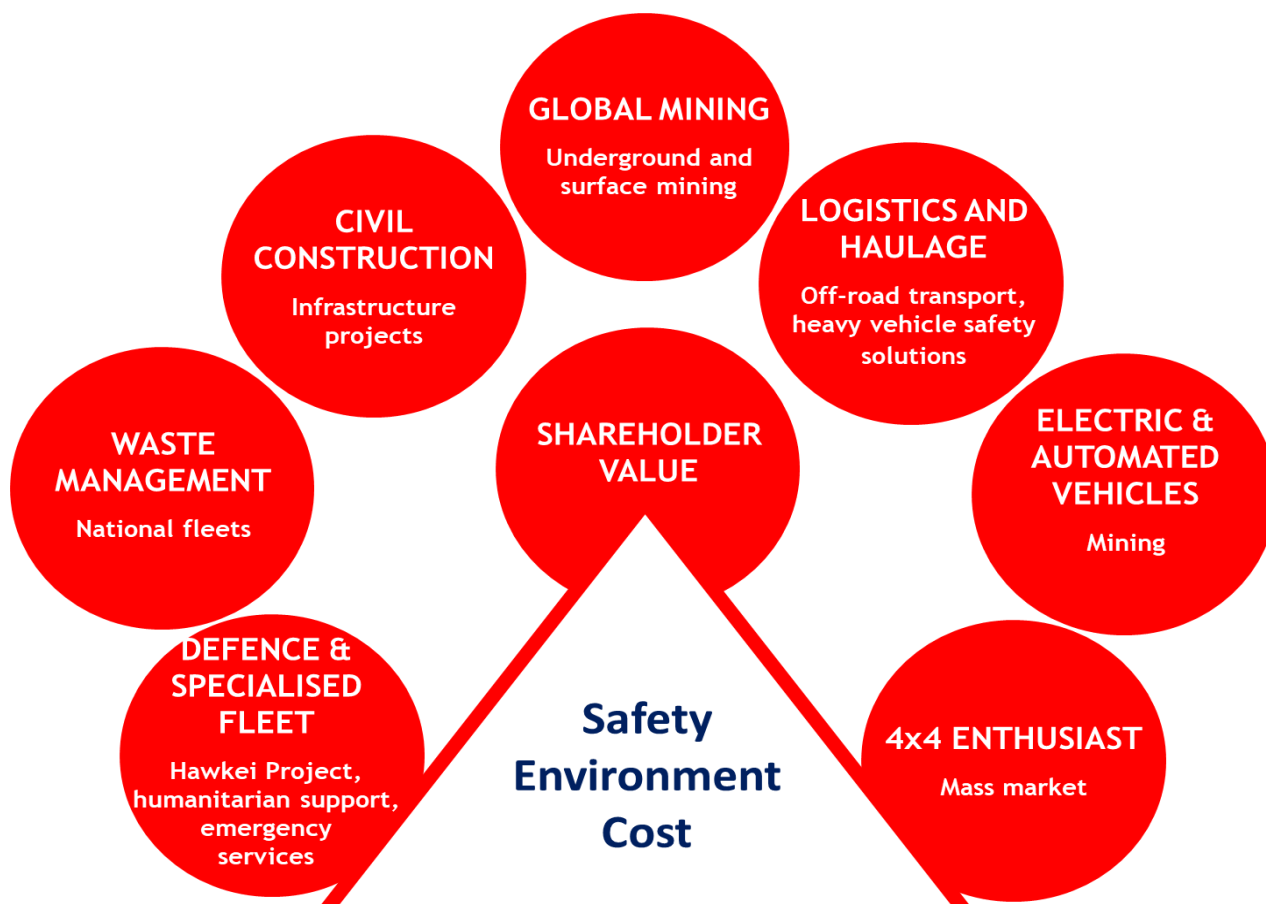 GLOBAL MINING
Underground and
surface mining
CIVIL
CONSTRUCTION
Infrastructure
projects
LOGISTICS AND
HAULAGE
Off-road transport,
heavy vehicle safety
solutions
WASTE
MANAGEMENT
National fleets
SHAREHOLDER
VALUE
ELECTRIC &
AUTOMATED
VEHICLES
Mining
DEFENCE &
SPECIALISED
FLEET
Hawkei Project,
humanitarian support,
emergency
services
Safety
Environment
Cost
4x4 ENTHUSIAST
Mass market